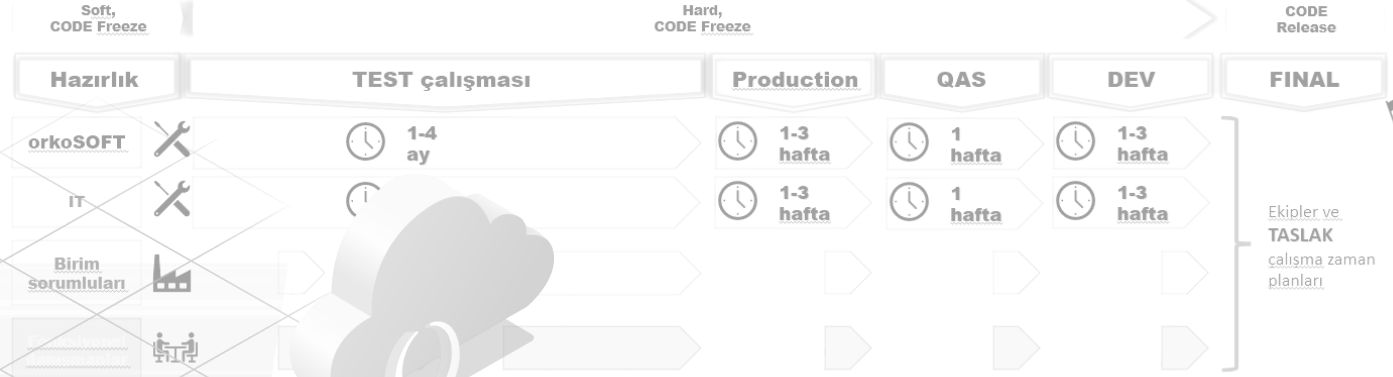 Soft,
CODE Freeze
Hard,
CODE Freeze
CODE
Release
Hazırlık
TEST çalışması
Production
QAS
DEV
FINAL
orkoSOFT
1-4
ay
1-3
hafta
1
hafta
1-3
hafta
IT
1-3
hafta
1
hafta
1-3
hafta
Birim
sorumluları
Ekipler ve
TASLAK
çalışma zaman
planları